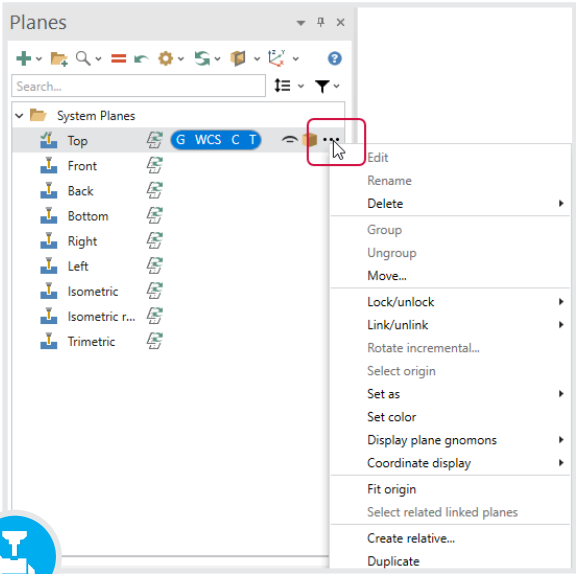 Planes
Search...
System Planes
Top G WCS C T
Front
Back
Bottom
Right
Left
Isometric
Isometric r...
Trimetric
Edit
Rename
Delete
Group
Ungroup
Move...
Lock/unlock
Link/unlink
Rotate incremental...
Select origin
Set as
Set color
Display plane gnomons
Coordinate display
Fit origin
Select related linked planes
Create relative...
Duplicate